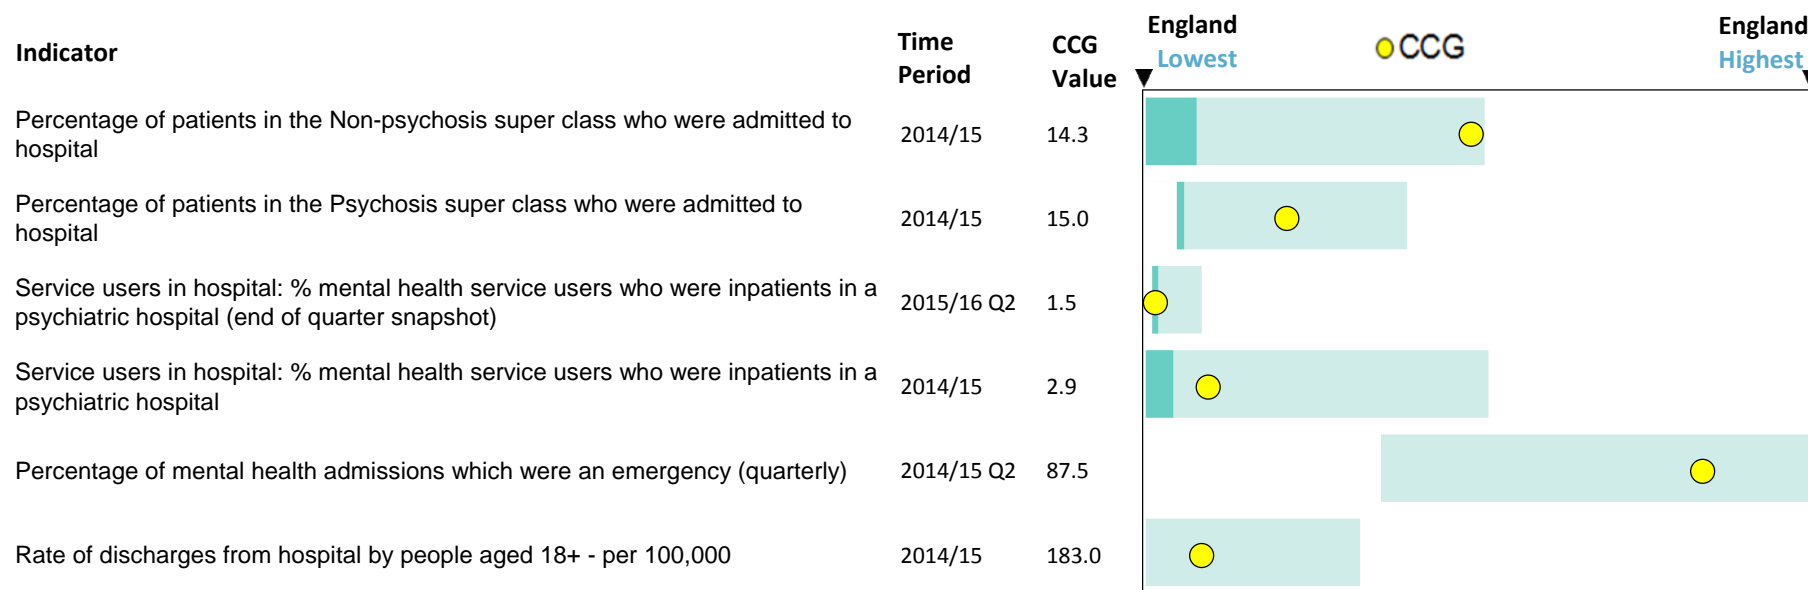 Indicator
Time
Period
CCG
Value
England
Lowest
CCG
England
Highest
Percentage of patients in the Non-psychosis super class who were admitted to
hospital
2014/15
14.3
Percentage of patients in the Psychosis super class who were admitted to
hospital
2014/15
15.0
Service users in hospital: % mental health service users who were inpatients in a
psychiatric hospital (end of quarter snapshot)
2015/16 Q2
1.5
Service users in hospital: % mental health service users who were inpatients in a
psychiatric hospital
2014/15
2.9
Percentage of mental health admissions which were an emergency (quarterly)
2014/15 Q2
87.5
Rate of discharges from hospital by people aged 18+ - per 100,000
2014/15
183.0